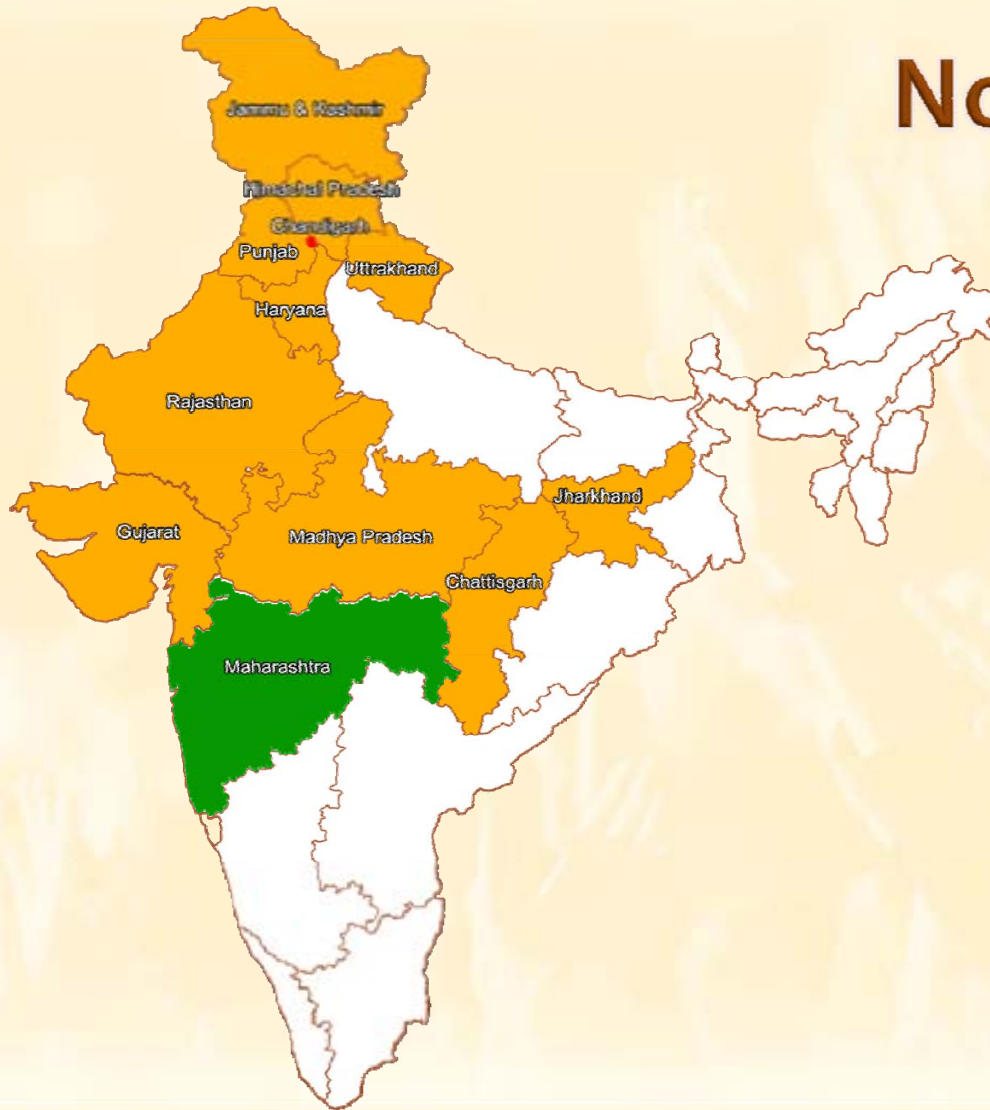 No
Jammu & Kashmir
Himachal Pradesh
Chandigarh
Punjab
Uttrakhand
Haryana
Rajasthan
Jharkhand
Gujarat
Madhya Pradesh
Chattisgarh
Maharashtra